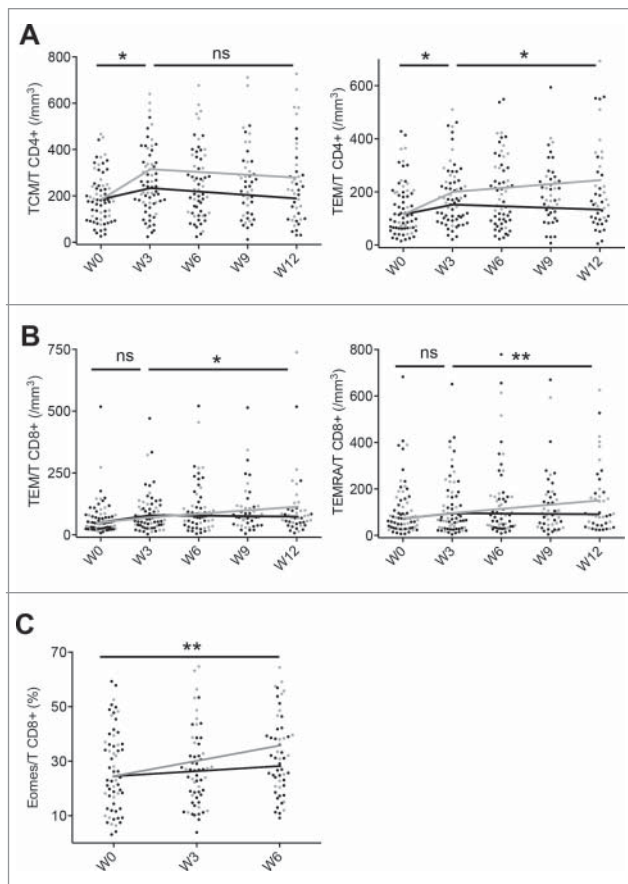 A
* ns
TCM/T CD4+ (/mm³)
800
600
400
200
0
W0 W3 W6 W9 W12
* *
TEM/T CD4+ (/mm³)
600
400
200
0
W0 W3 W6 W9 W12
B
ns *
TEM/T CD8+ (/mm³)
750
500
250
0
W0 W3 W6 W9 W12
ns **
TEMRA/T CD8+ (/mm³)
800
600
400
200
0
W0 W3 W6 W9 W12
C
**
Eomes/T CD8+ (%)
70
50
30
10
W0 W3 W6